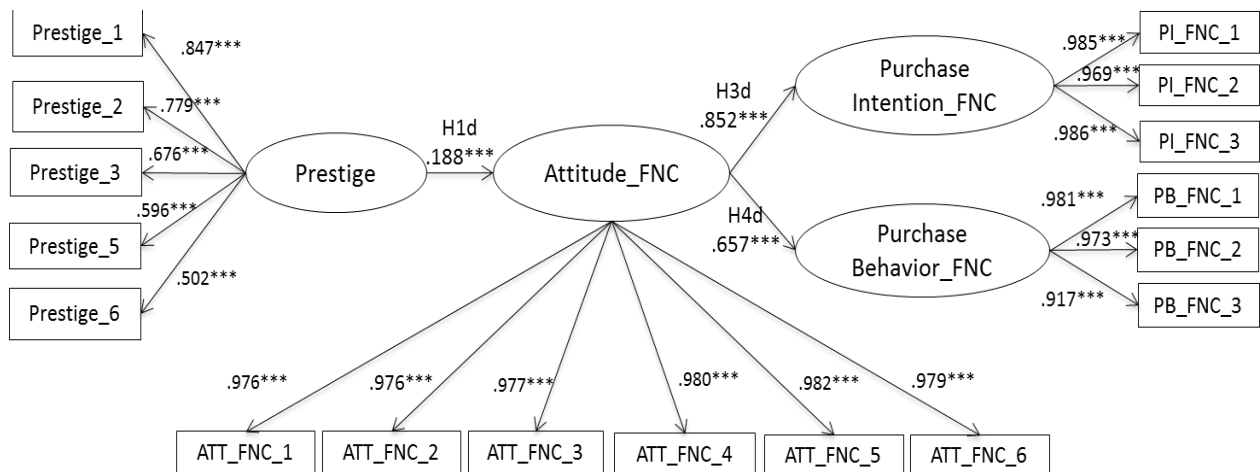 Prestige_1
.847***
Prestige_2
.779***
Prestige_3
.676***
Prestige_5
.596***
Prestige_6
.502***
Prestige
H1d
.188***
Attitude_FNC
H3d
.852***
H4d
.657***
Purchase
Intention_FNC
.985***
PI_FNC_1
.969***
PI_FNC_2
.986***
PI_FNC_3
Purchase
Behavior_FNC
.981***
PB_FNC_1
.973***
PB_FNC_2
.917***
PB_FNC_3
.976***
.976***
.977***
.980***
.982***
.979***
ATT_FNC_1
ATT_FNC_2
ATT_FNC_3
ATT_FNC_4
ATT_FNC_5
ATT_FNC_6